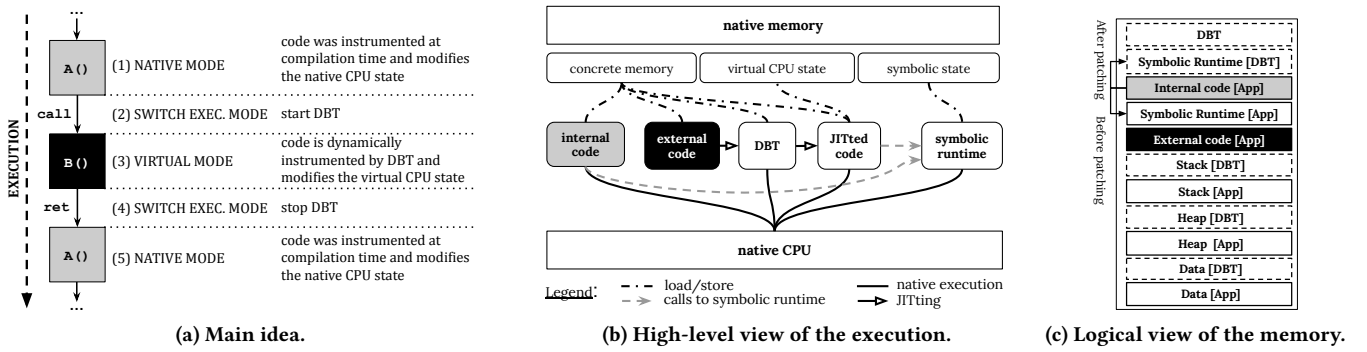 ...
EXECUTION
A()
(1) NATIVE MODE
code was instrumented at
compilation time and modifies
the native CPU state
call
(2) SWITCH EXEC. MODE
start DBT
B()
(3) VIRTUAL MODE
code is dynamically
instrumented by DBT and
modifies the virtual CPU state
ret
(4) SWITCH EXEC. MODE
stop DBT
A()
(5) NATIVE MODE
code was instrumented at
compilation time and modifies
the native CPU state
...
(a) Main idea.
native memory
concrete memory
virtual CPU state
symbolic state
internal
code
external
code
DBT
JITted
code
symbolic
runtime
native CPU
Legend:
load/store
native execution
calls to symbolic runtime
JITting
(b) High-level view of the execution.
After patching
Before patching
DBT
Symbolic Runtime [DBT]
Internal code [App]
Symbolic Runtime [App]
External code [App]
Stack [DBT]
Stack [App]
Heap [DBT]
Heap [App]
Data [DBT]
Data [App]
(c) Logical view of the memory.